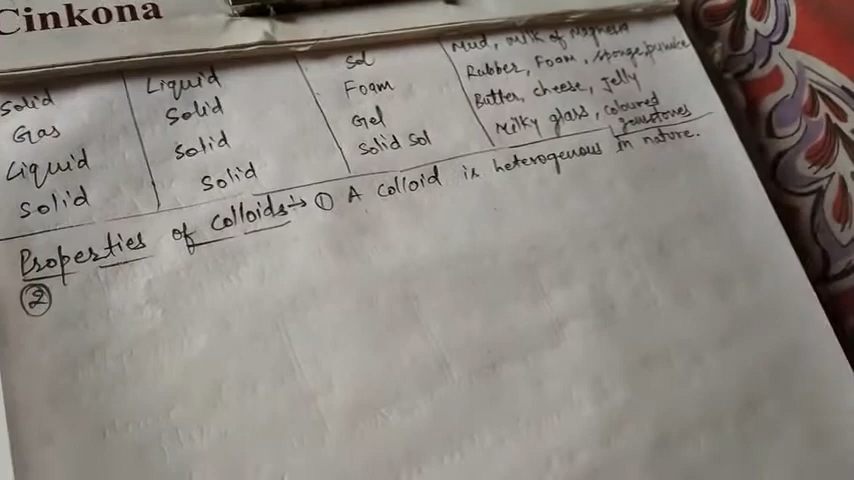 Cinkona
Solid Liquid Sol Mud, milk of Magnesia
Gas Solid Foam Rubber, Foam, sponge, pumice
Liquid Solid Gel Butter, cheese, Jelly
Solid Solid Solid Sol Milky glass, coloured gemstones
Properties of Colloids→ ① A colloid is heterogenous in nature.
②